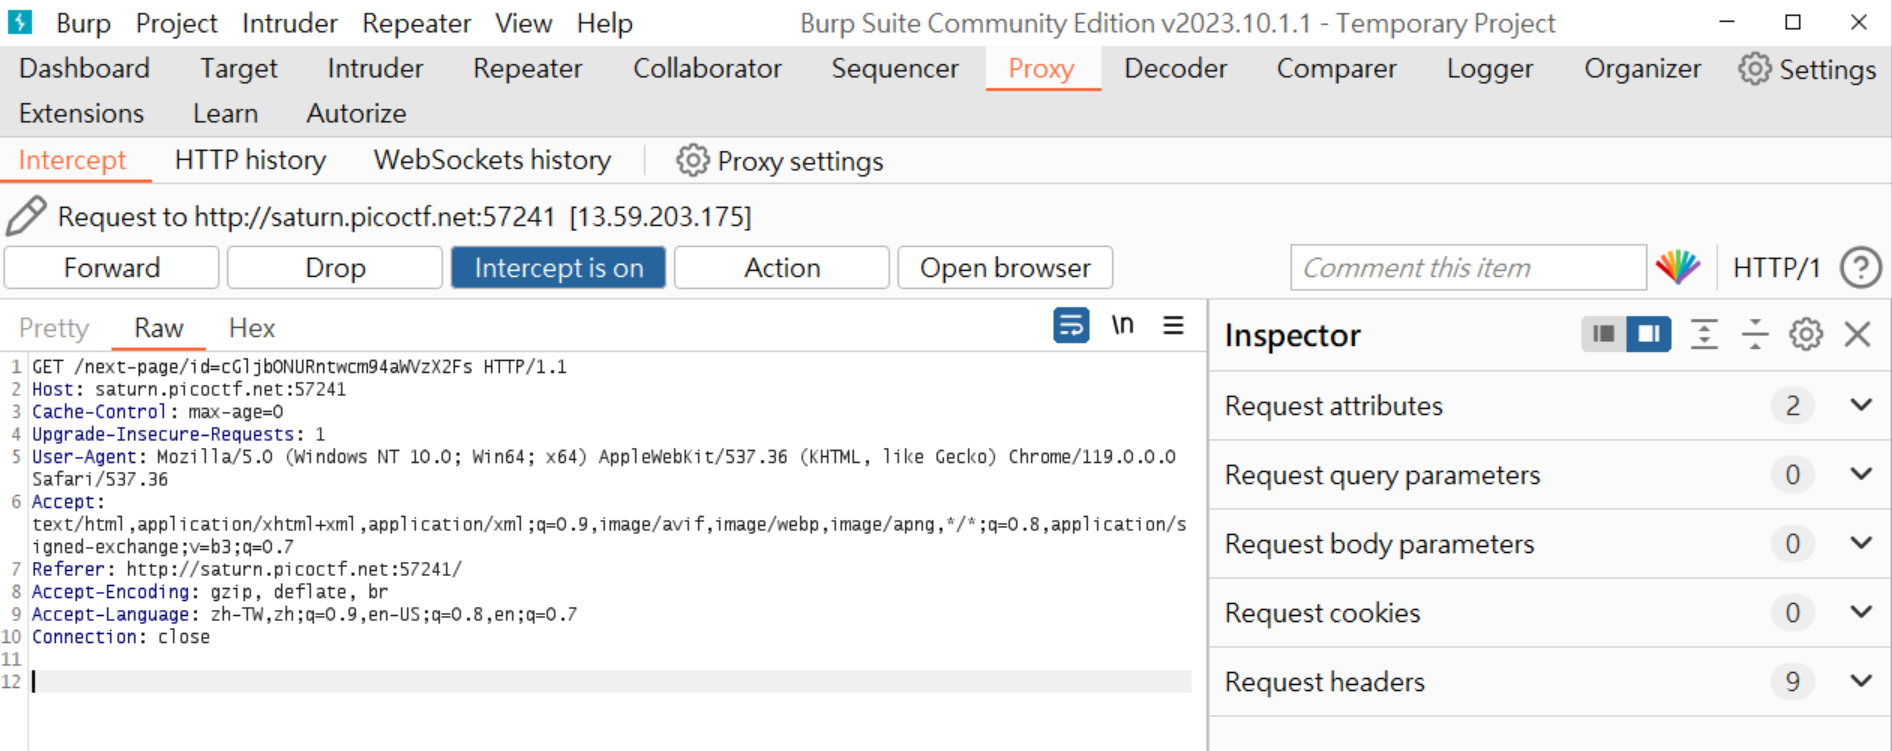 Burp Project Intruder Repeater View Help Burp Suite Community Edition v2023.10.1.1 - Temporary Project
Dashboard Target Intruder Repeater Collaborator Sequencer Proxy Decoder Comparer Logger Organizer Settings
Extensions Learn Autorize
Intercept HTTP history WebSockets history Proxy settings
Request to http://saturn.picoctf.net:57241 [13.59.203.175]
Forward Drop Intercept is on Action Open browser Comment this item HTTP/1 ?
Pretty Raw Hex \n Inspector
1 GET /next-page/id=cGljb0NURntwcm94aWVzX2Fs HTTP/1.1
2 Host: saturn.picoctf.net:57241
3 Cache-Control: max-age=0
4 Upgrade-Insecure-Requests: 1
5 User-Agent: Mozilla/5.0 (Windows NT 10.0; Win64; x64) AppleWebKit/537.36 (KHTML, like Gecko) Chrome/119.0.0.0
Safari/537.36
6 Accept:
text/html,application/xhtml+xml,application/xml;q=0.9,image/avif,image/webp,image/apng,*/*;q=0.8,application/s
igned-exchange;v=b3;q=0.7
7 Referer: http://saturn.picoctf.net:57241/
8 Accept-Encoding: gzip, deflate, br
9 Accept-Language: zh-TW,zh;q=0.9,en-US;q=0.8,en;q=0.7
10 Connection: close
11
12
Request attributes 2
Request query parameters 0
Request body parameters 0
Request cookies 0
Request headers 9